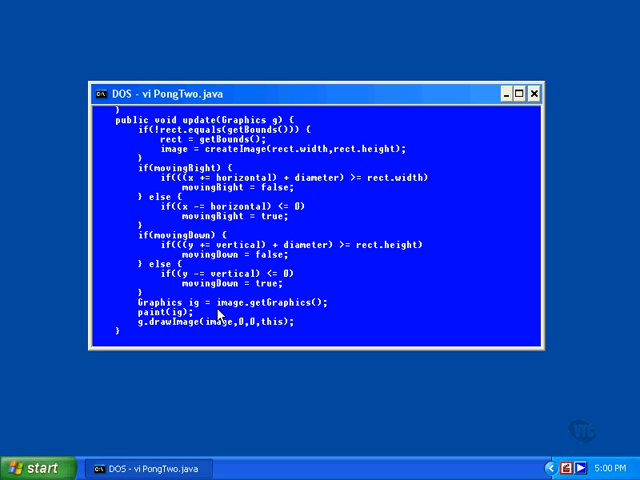 DOS - vi PongTwo.java
}
public void update(Graphics g) {
if(!rect.equals(getBounds())) {
rect = getBounds();
image = createImage(rect.width,rect.height);
}
if(movingRight) {
if(((x += horizontal) + diameter) >= rect.width)
movingRight = false;
} else {
if((x -= horizontal) <= 0)
movingRight = true;
}
if(movingDown) {
if(((y += vertical) + diameter) >= rect.height)
movingDown = false;
} else {
if((y -= vertical) <= 0)
movingDown = true;
}
Graphics ig = image.getGraphics();
paint(ig);
g.drawImage(image,0,0,this);
}
start
DOS - vi PongTwo.java
5:00 PM